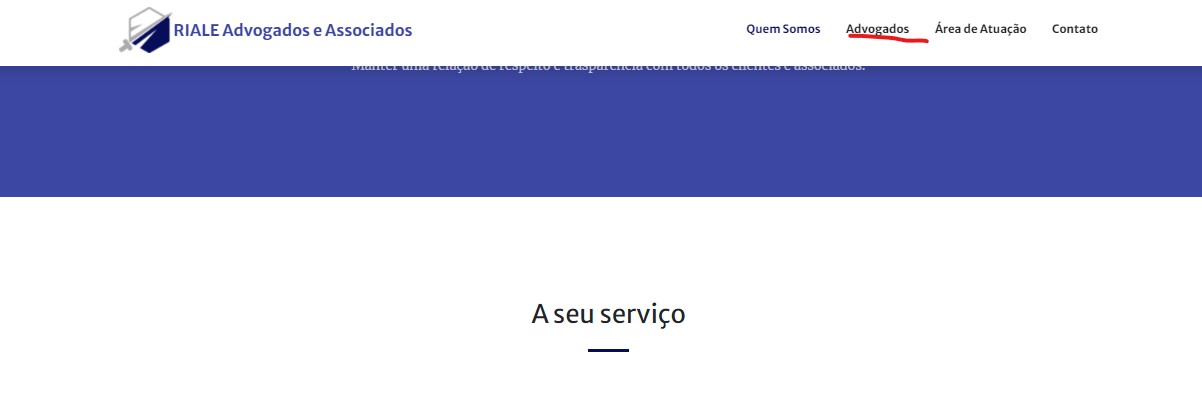 RIALE Advogados e Associados
Quem Somos
Advogados
Área de Atuação
Contato
Manter uma relação de respeito e trasparência com todos os clientes e associados.
A seu serviço